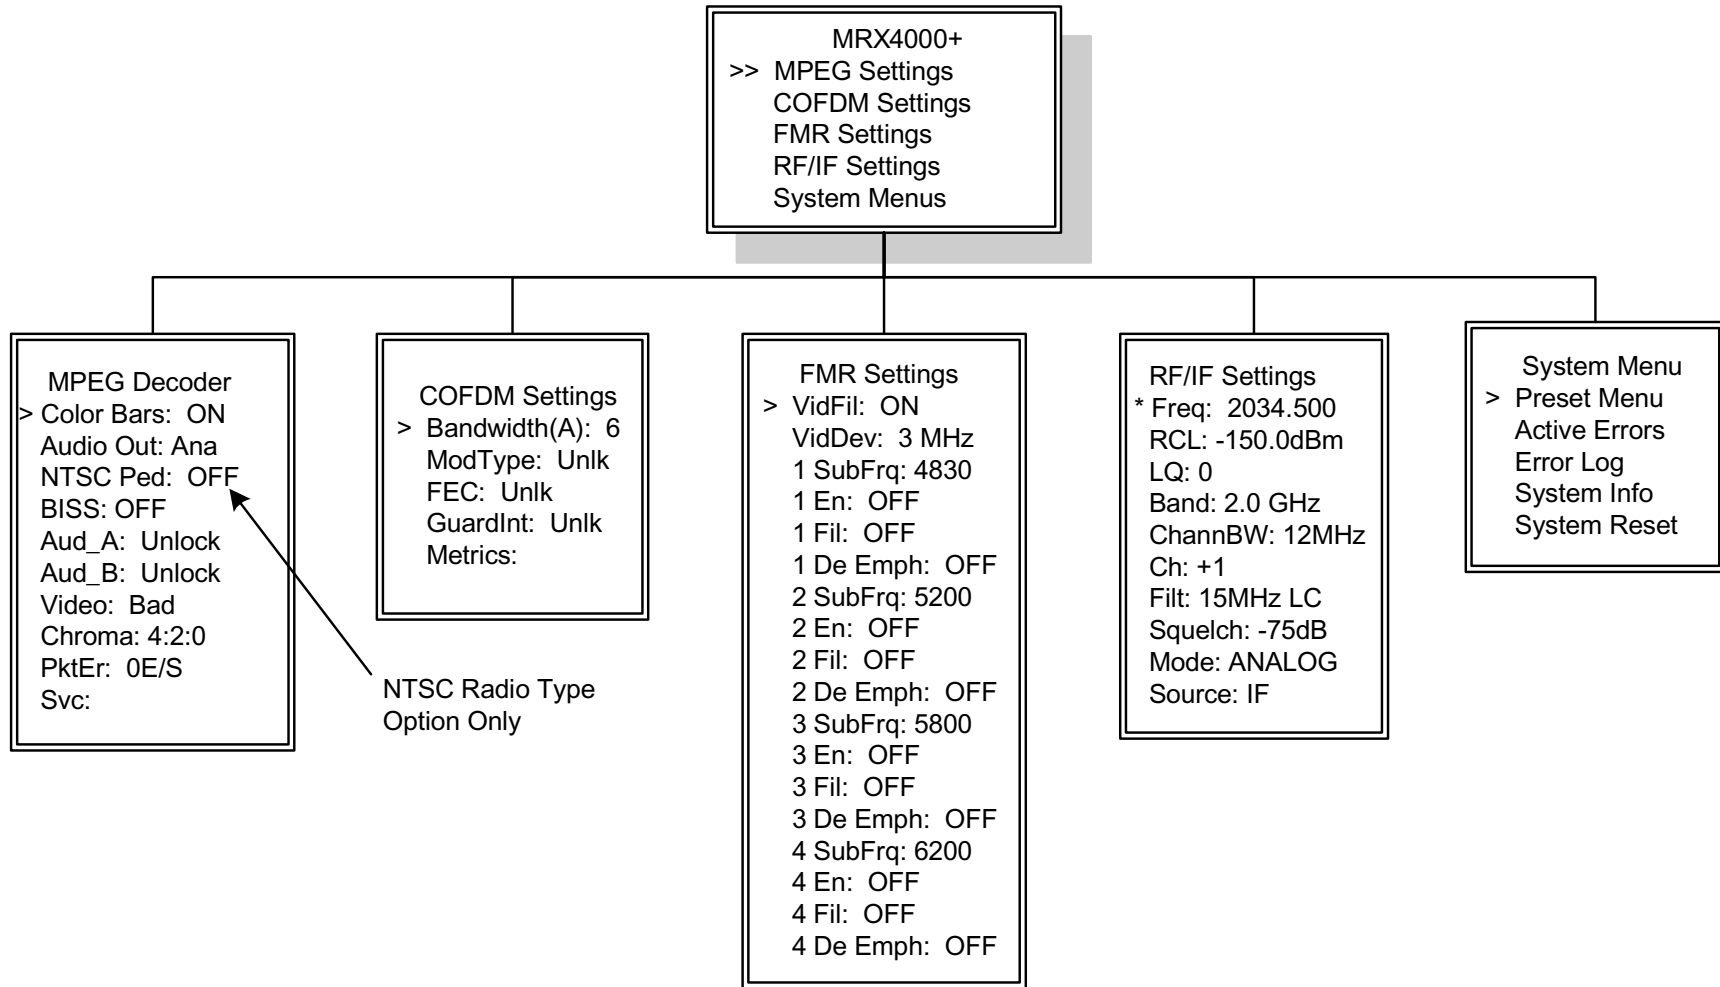 MRX4000+
>> MPEG Settings
COFDM Settings
FMR Settings
RF/IF Settings
System Menus
MPEG Decoder
> Color Bars: ON
Audio Out: Ana
NTSC Ped: OFF
BISS: OFF
Aud_A: Unlock
Aud_B: Unlock
Video: Bad
Chroma: 4:2:0
PktEr: 0E/S
Svc:
NTSC Radio Type
Option Only
COFDM Settings
> Bandwidth(A): 6
ModType: Unlk
FEC: Unlk
GuardInt: Unlk
Metrics:
FMR Settings
> VidFil: ON
VidDev: 3 MHz
1 SubFrq: 4830
1 En: OFF
1 Fil: OFF
1 De Emph: OFF
2 SubFrq: 5200
2 En: OFF
2 Fil: OFF
2 De Emph: OFF
3 SubFrq: 5800
3 En: OFF
3 Fil: OFF
3 De Emph: OFF
4 SubFrq: 6200
4 En: OFF
4 Fil: OFF
4 De Emph: OFF
RF/IF Settings
* Freq: 2034.500
RCL: -150.0dBm
LQ: 0
Band: 2.0 GHz
ChannBW: 12MHz
Ch: +1
Filt: 15MHz LC
Squelch: -75dB
Mode: ANALOG
Source: IF
System Menu
> Preset Menu
Active Errors
Error Log
System Info
System Reset